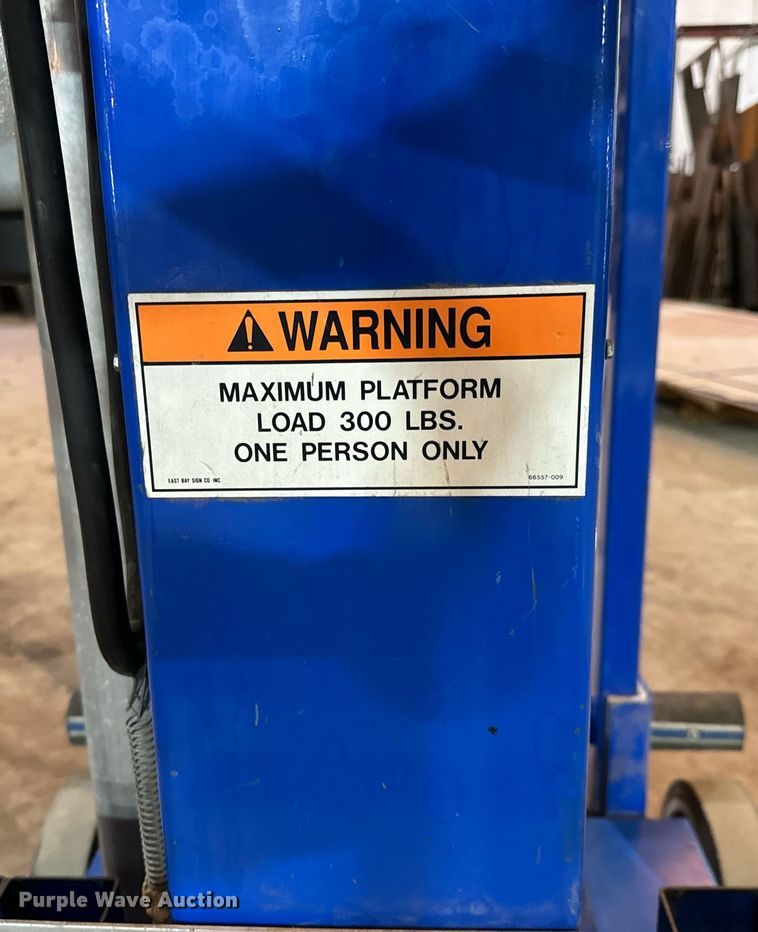 WARNING
MAXIMUM PLATFORM
LOAD 300 LBS.
ONE PERSON ONLY
EAST BAY SIGN CO INC
66557-009
Purple Wave Auction